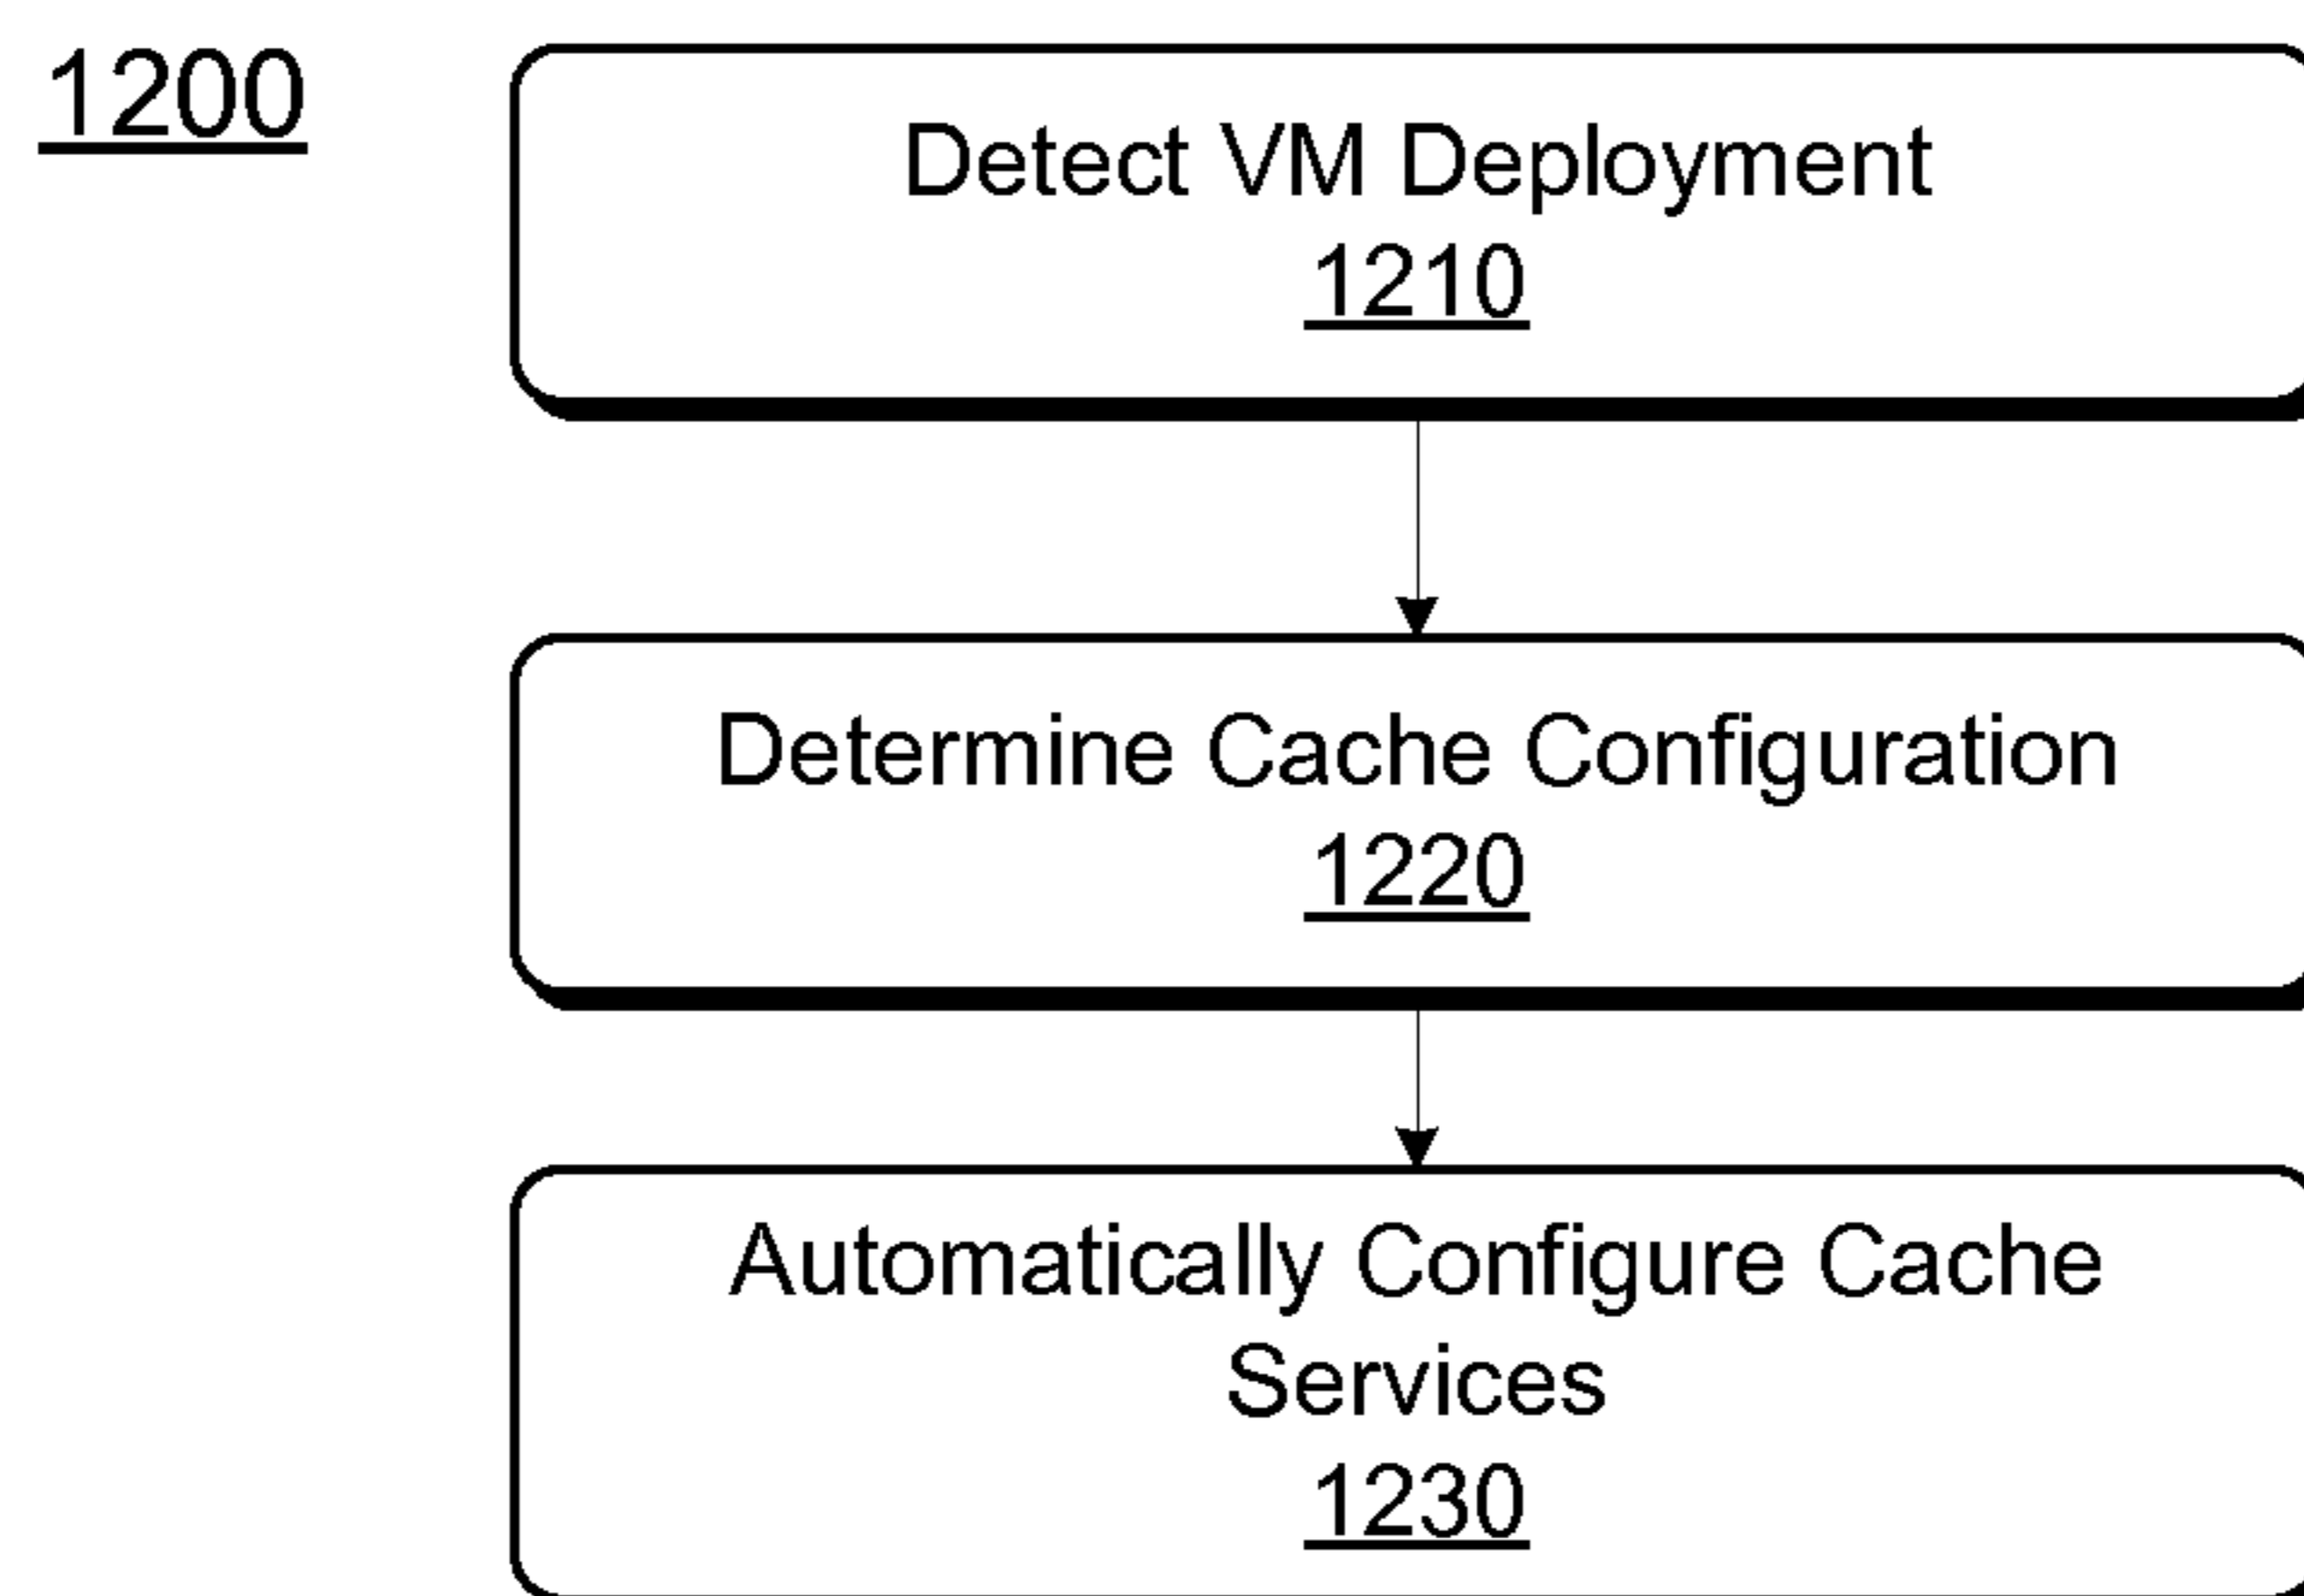 1200
Detect VM Deployment
1210
Determine Cache Configuration
1220
Automatically Configure Cache
Services
1230